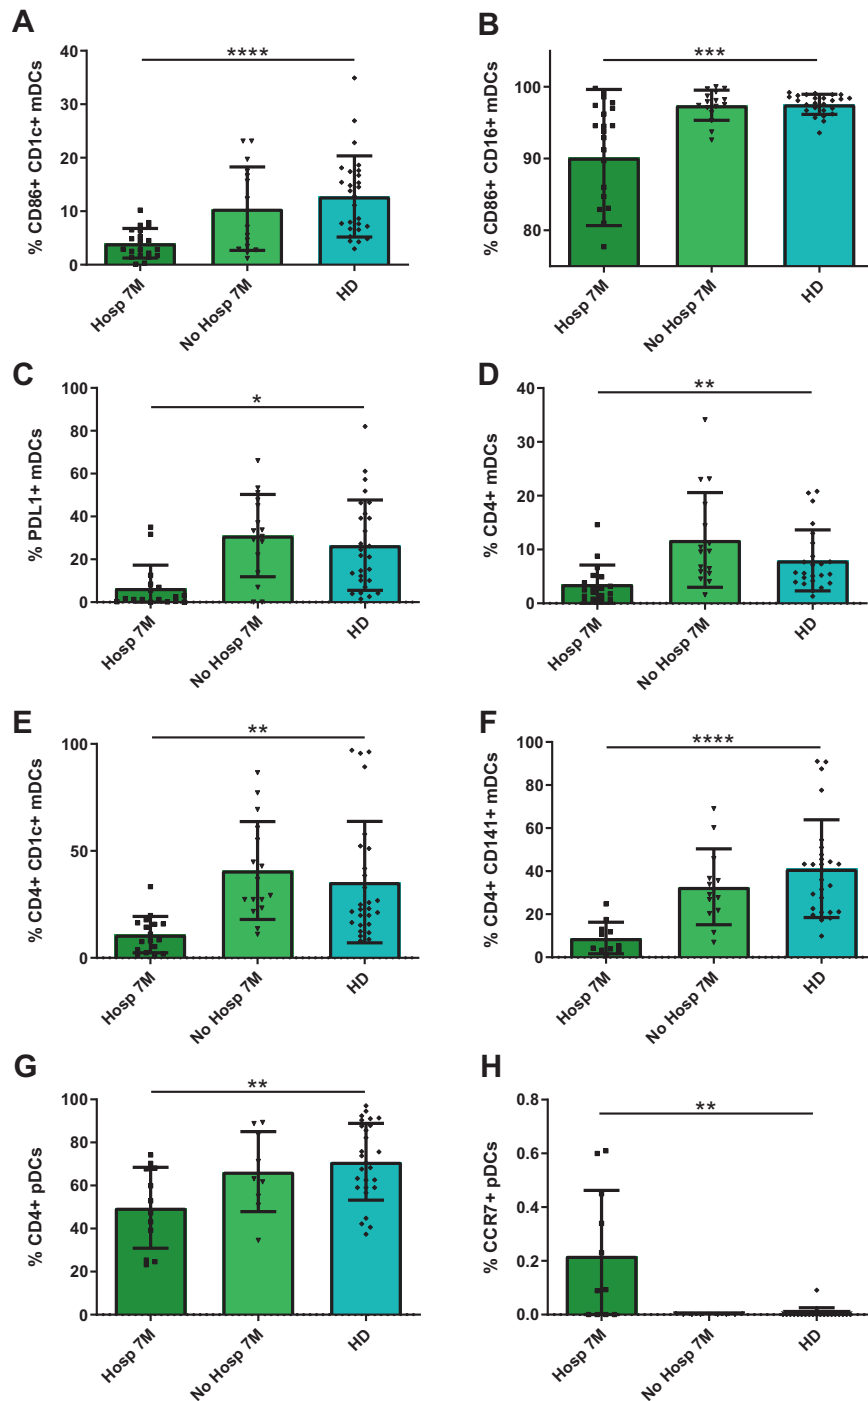 A
% CD86+ CD1c+ mDCs
40
30
20
10
0
****
Hosp 7M
No Hosp 7M
HD
B
% CD86+ CD16+ mDCs
100
90
80
***
Hosp 7M
No Hosp 7M
HD
C
% PDL1+ mDCs
100
80
60
40
20
0
*
Hosp 7M
No Hosp 7M
HD
D
% CD4+ mDCs
40
30
20
10
0
**
Hosp 7M
No Hosp 7M
HD
E
% CD4+ CD1c+ mDCs
100
50
0
**
Hosp 7M
No Hosp 7M
HD
F
% CD4+ CD141+ mDCs
100
80
60
40
20
0
****
Hosp 7M
No Hosp 7M
HD
G
% CD4+ pDCs
100
80
60
40
20
0
**
Hosp 7M
No Hosp 7M
HD
H
% CCR7+ pDCs
0.8
0.6
0.4
0.2
0.0
**
Hosp 7M
No Hosp 7M
HD